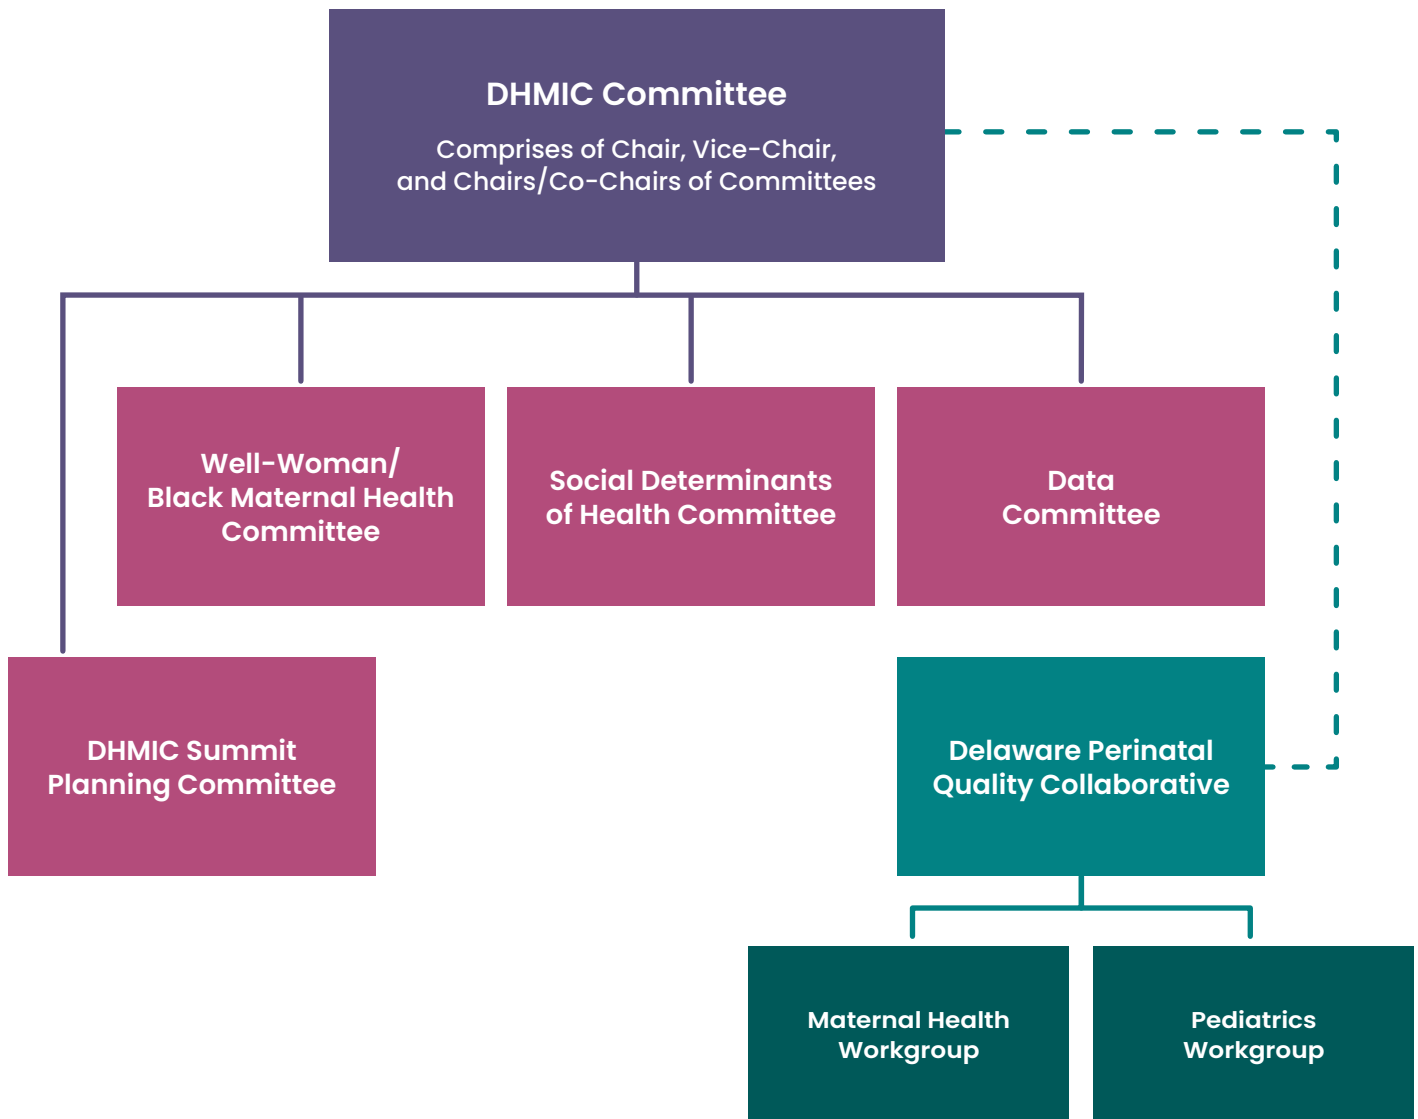 DHMIC Committee
Comprises of Chair, Vice-Chair,
and Chairs/Co-Chairs of Committees
Well-Woman/
Black Maternal Health
Committee
Social Determinants
of Health Committee
Data
Committee
DHMIC Summit
Planning Committee
Delaware Perinatal
Quality Collaborative
Maternal Health
Workgroup
Pediatrics
Workgroup